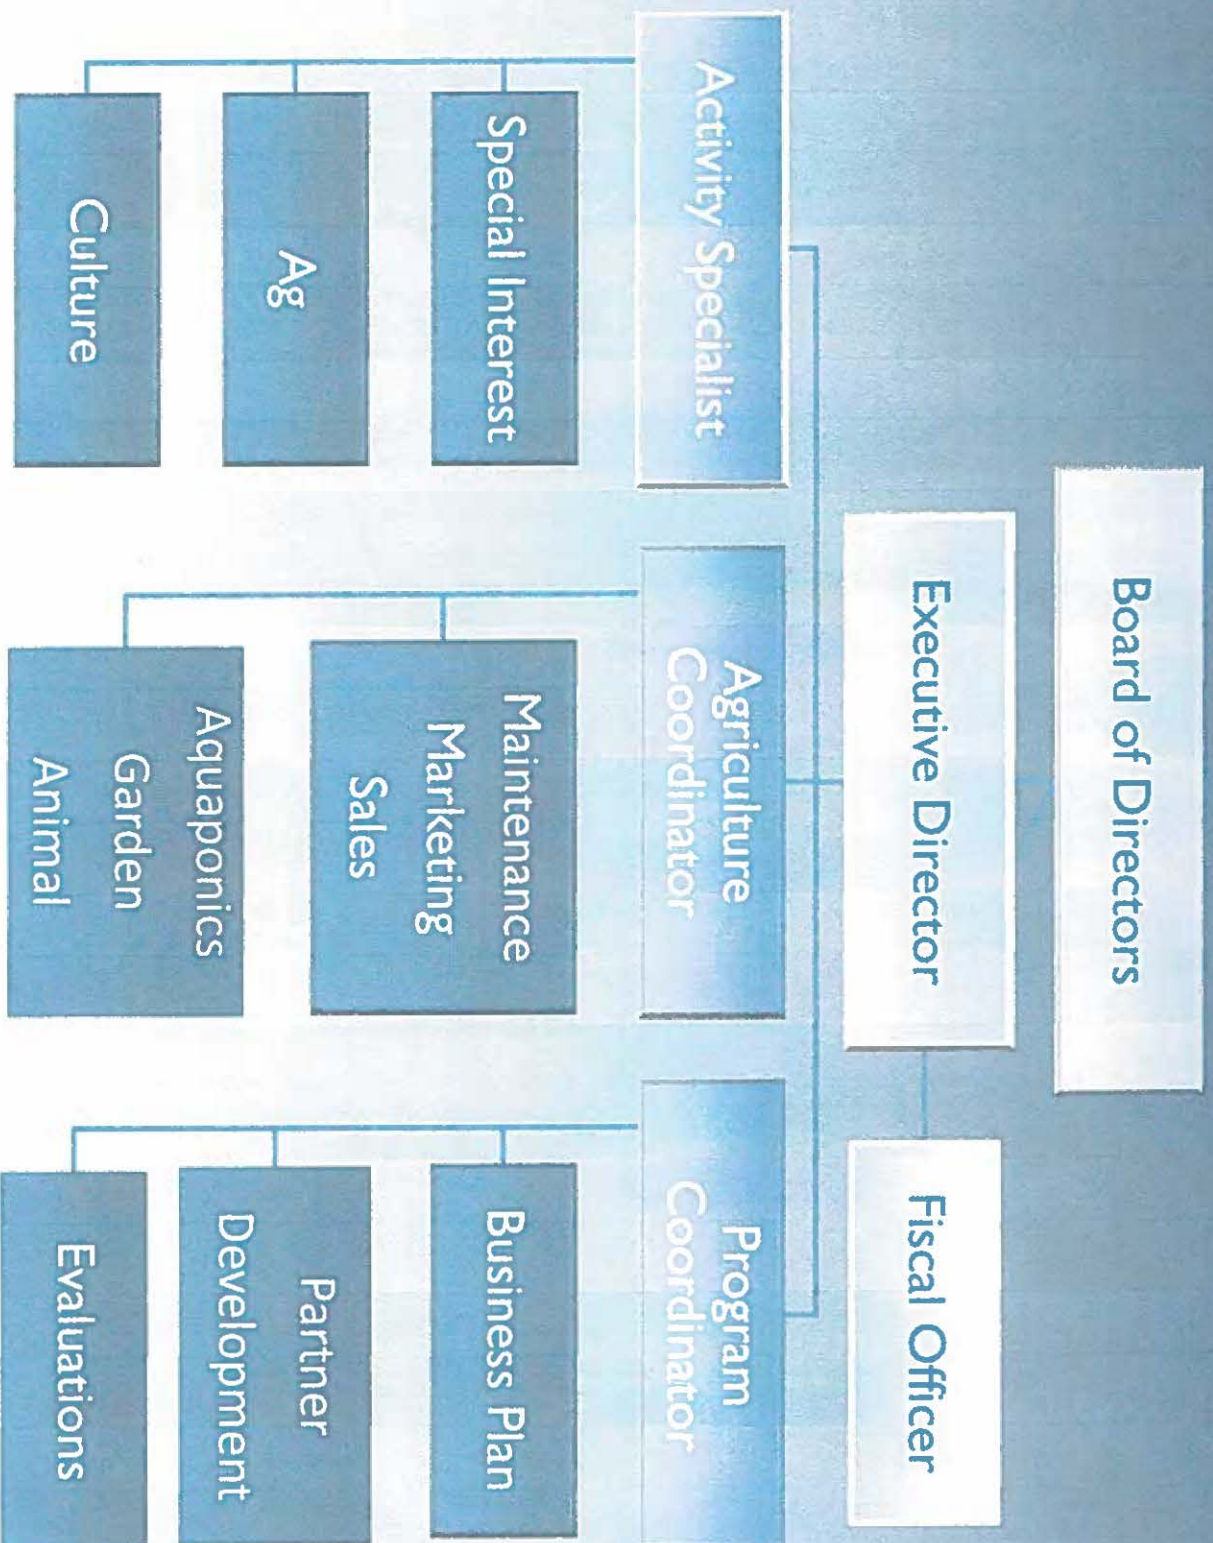 Board of Directors
Executive Director
Fiscal Officer
Activity Specialist
Agriculture
Coordinator
Program
Coordinator
Special Interest
Ag
Culture
Maintenance
Marketing
Sales
Aquaponics
Garden
Animal
Business Plan
Partner
Development
Evaluations